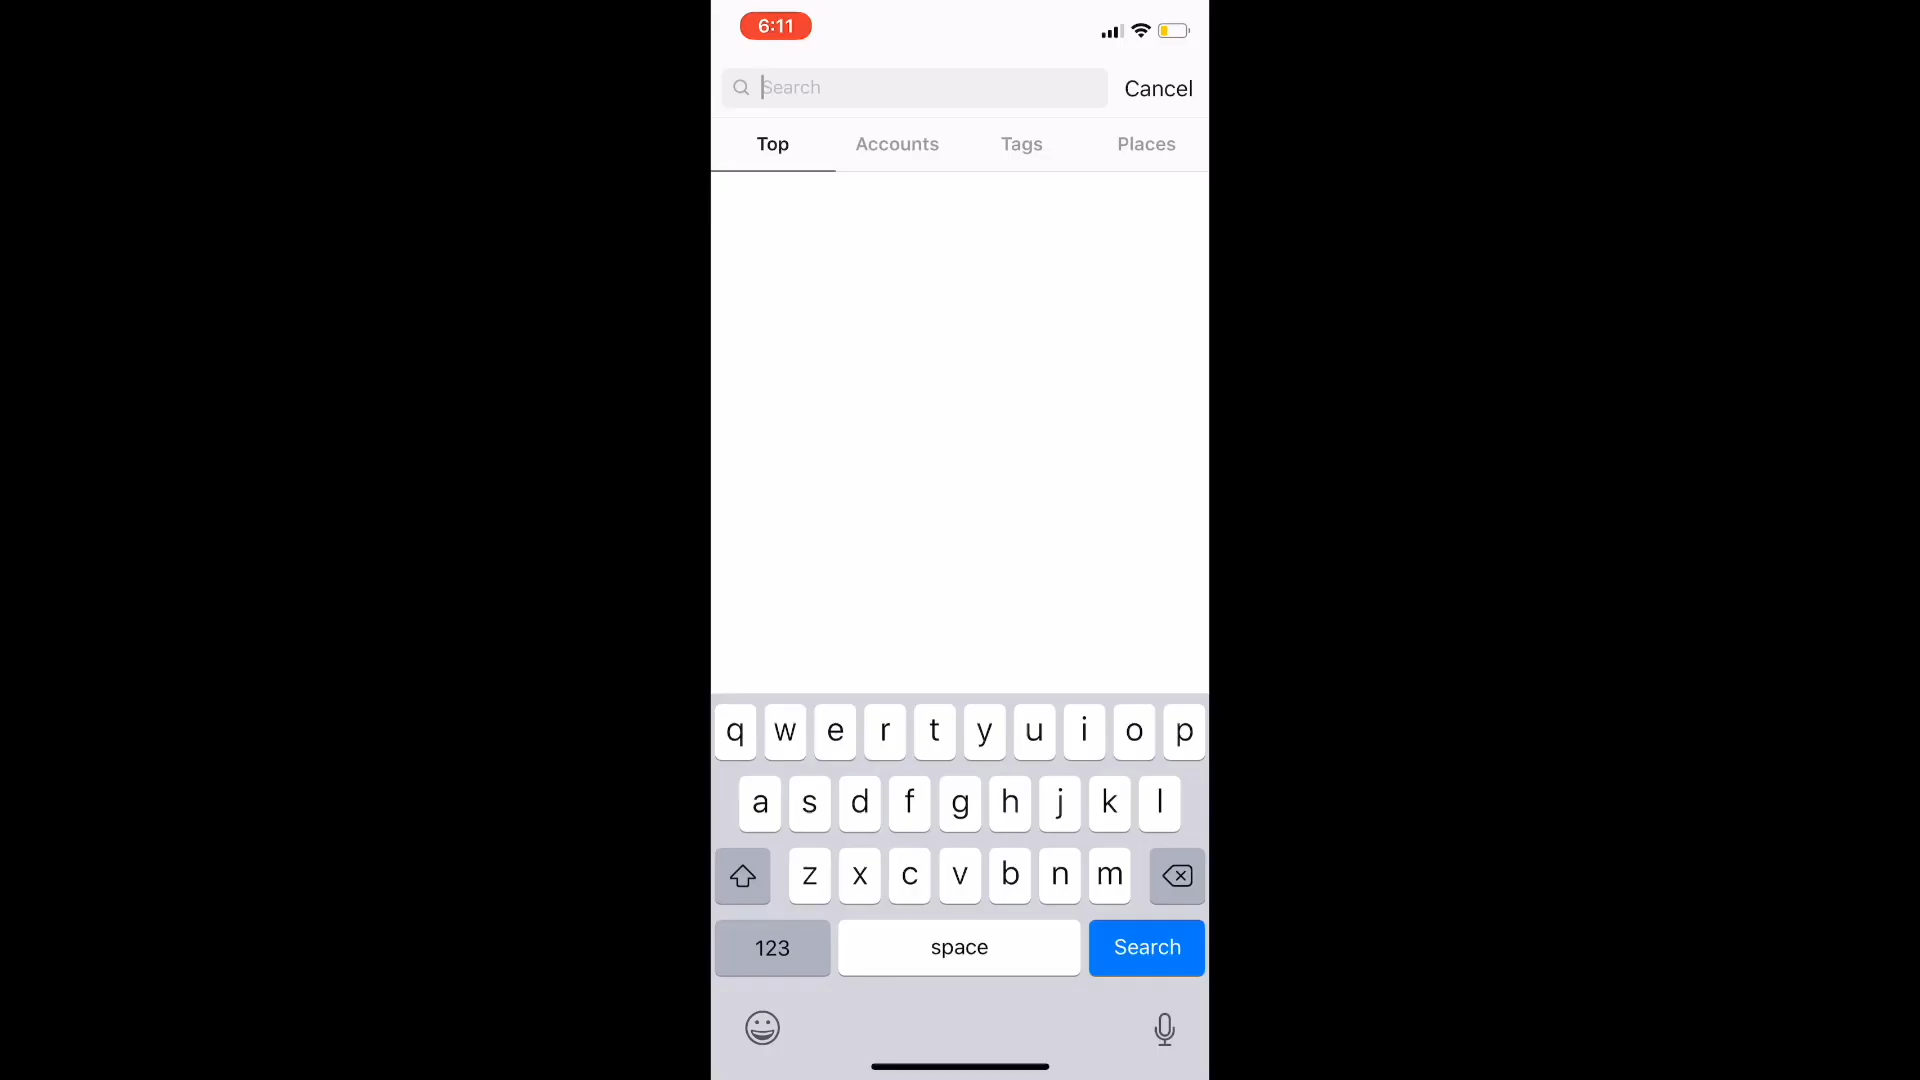 6:11
Search Cancel
Top Accounts Tags Places
q w e r t y u i o p
a s d f g h j k l
z x c v b n m
123 space Search